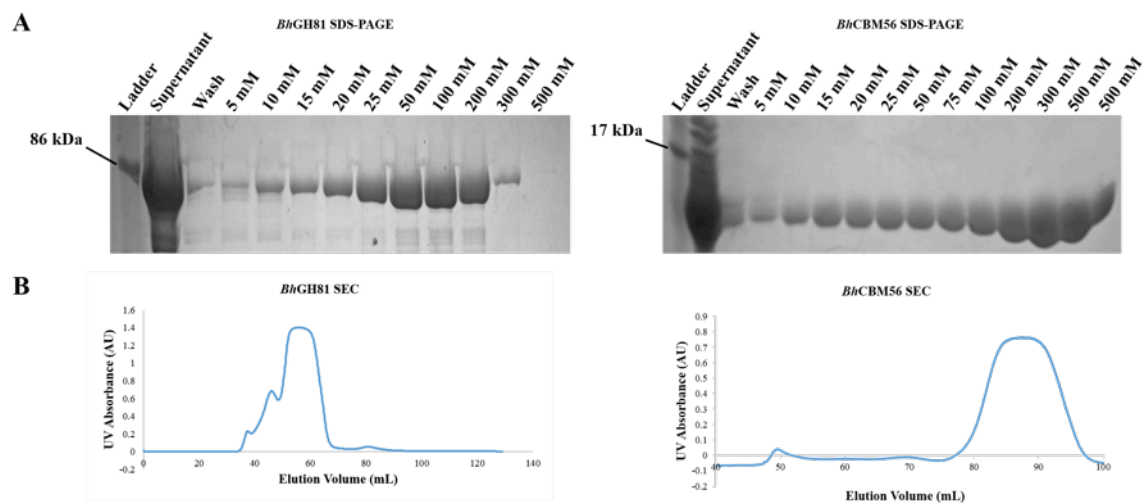 A
BhGH81 SDS-PAGE
Ladder
Supernatant
Wash
5 mM
10 mM
15 mM
20 mM
25 mM
50 mM
100 mM
200 mM
300 mM
500 mM
86 kDa
BhCBM56 SDS-PAGE
Ladder
Supernatant
Wash
5 mM
10 mM
15 mM
20 mM
25 mM
50 mM
75 mM
100 mM
200 mM
300 mM
500 mM
500 mM
17 kDa
B
BhGH81 SEC
UV Absorbance (AU)
1.6
1.4
1.2
1
0.8
0.6
0.4
0.2
0
-0.2
0
20
40
60
80
100
120
140
Elution Volume (mL)
BhCBM56 SEC
UV Absorbance (AU)
0.9
0.8
0.7
0.6
0.5
0.4
0.3
0.2
0.1
0
-0.1
-0.2
40
50
60
70
80
90
100
Elution Volume (mL)